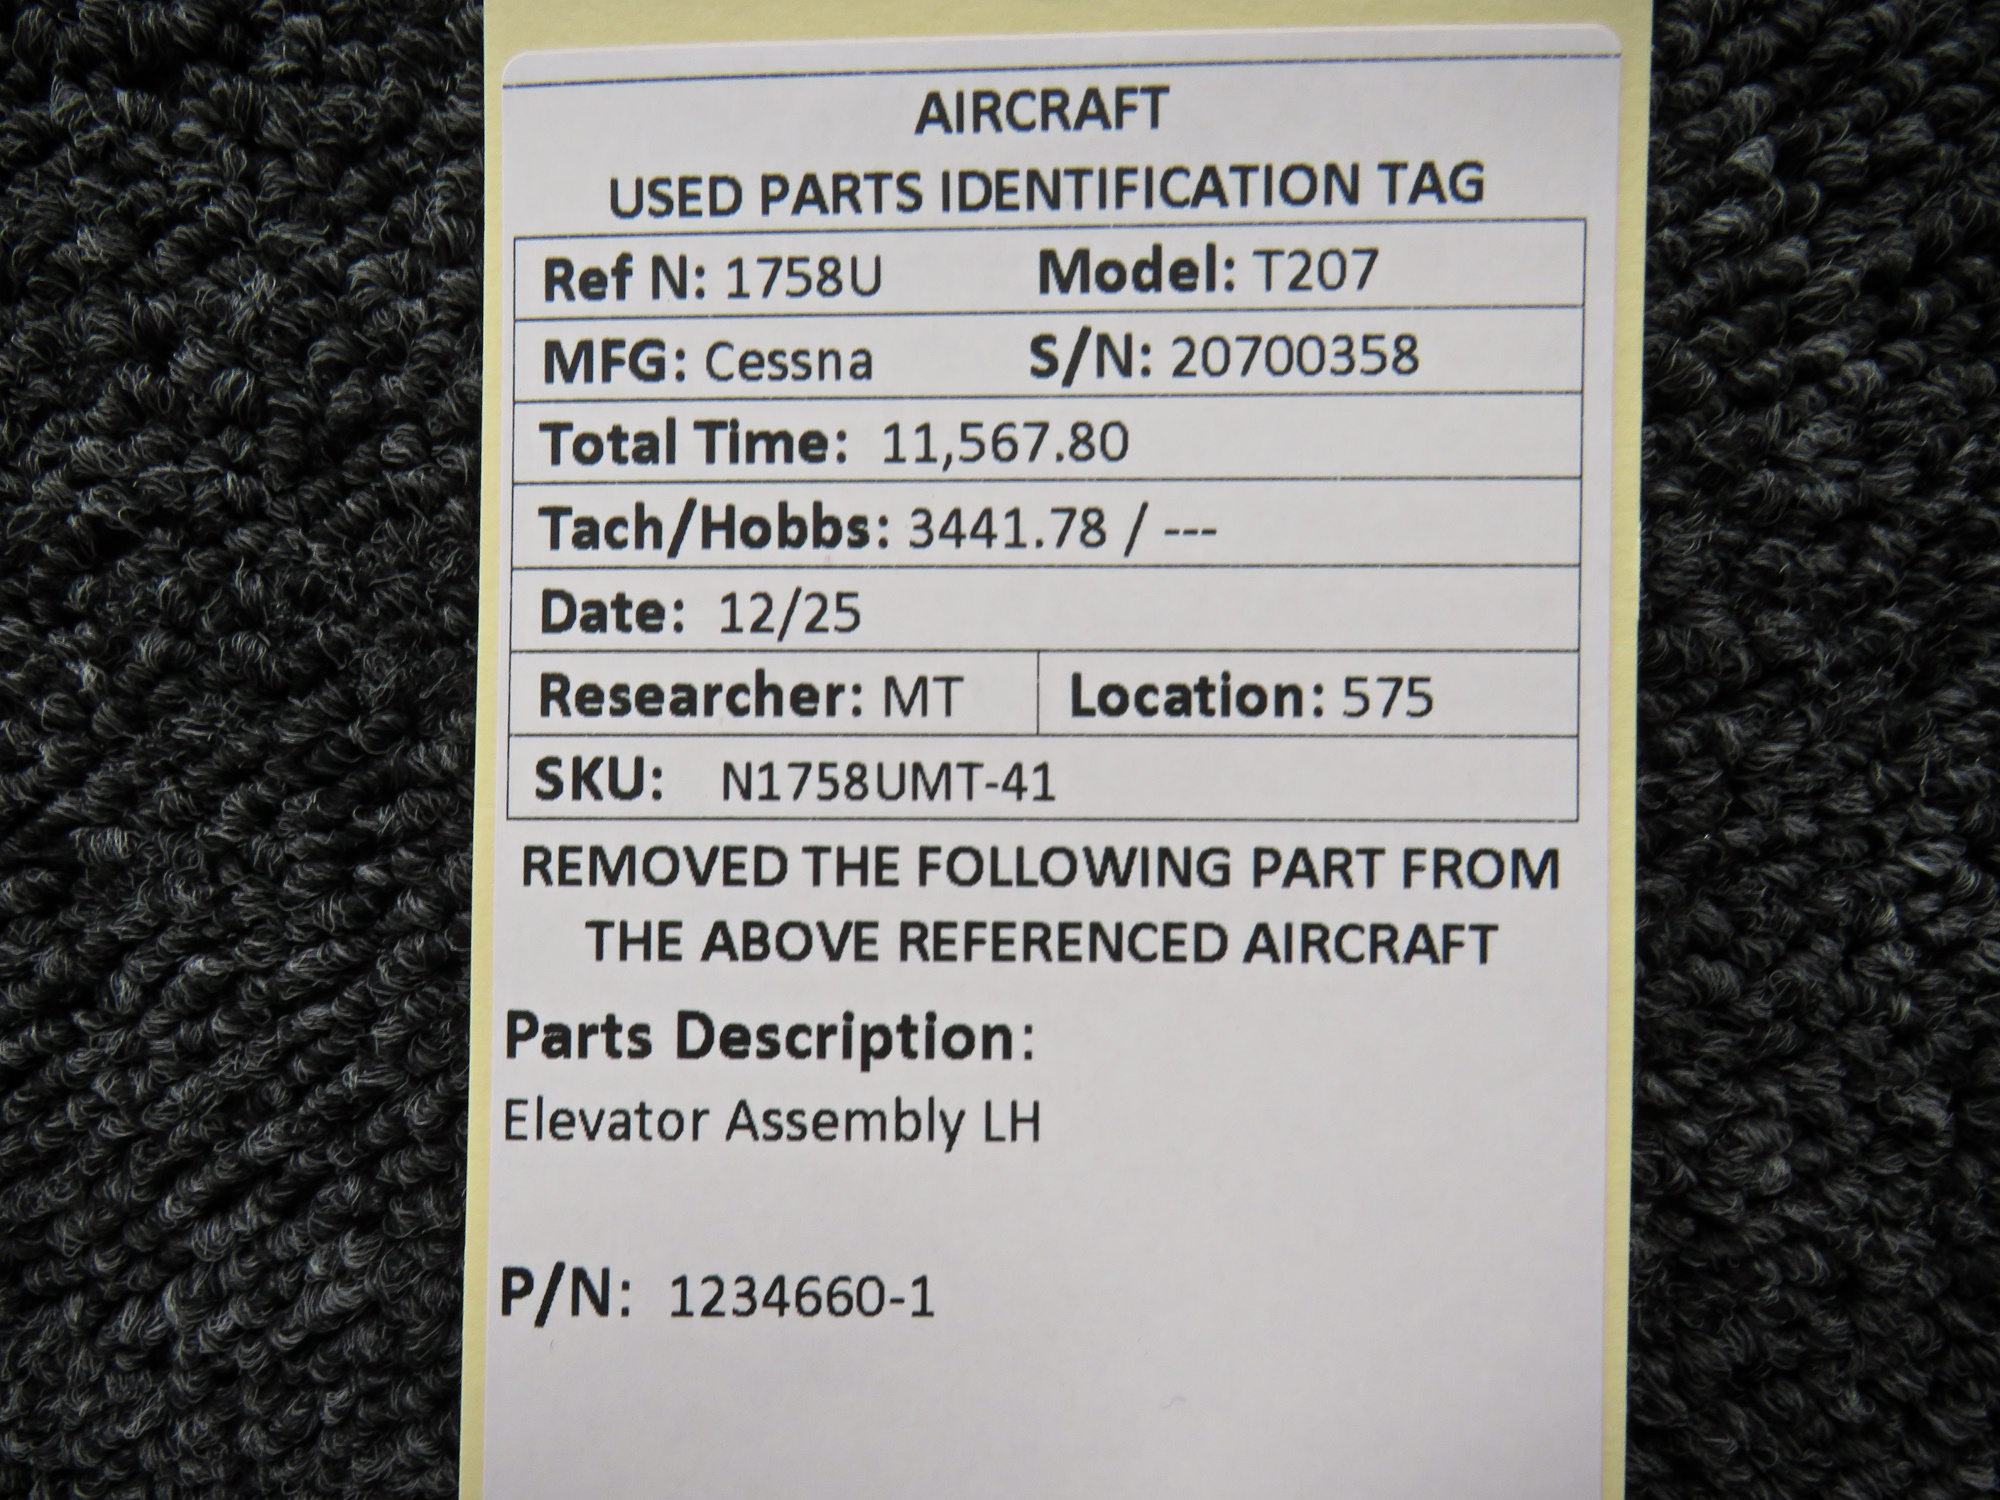 AIRCRAFT
USED PARTS IDENTIFICATION TAG
Ref N: 1758U Model: T207
MFG: Cessna S/N: 20700358
Total Time: 11,567.80
Tach/Hobbs: 3441.78 / ---
Date: 12/25
Researcher: MT Location: 575
SKU: N1758UMT-41
REMOVED THE FOLLOWING PART FROM
THE ABOVE REFERENCED AIRCRAFT
Parts Description:
Elevator Assembly LH
P/N: 1234660-1